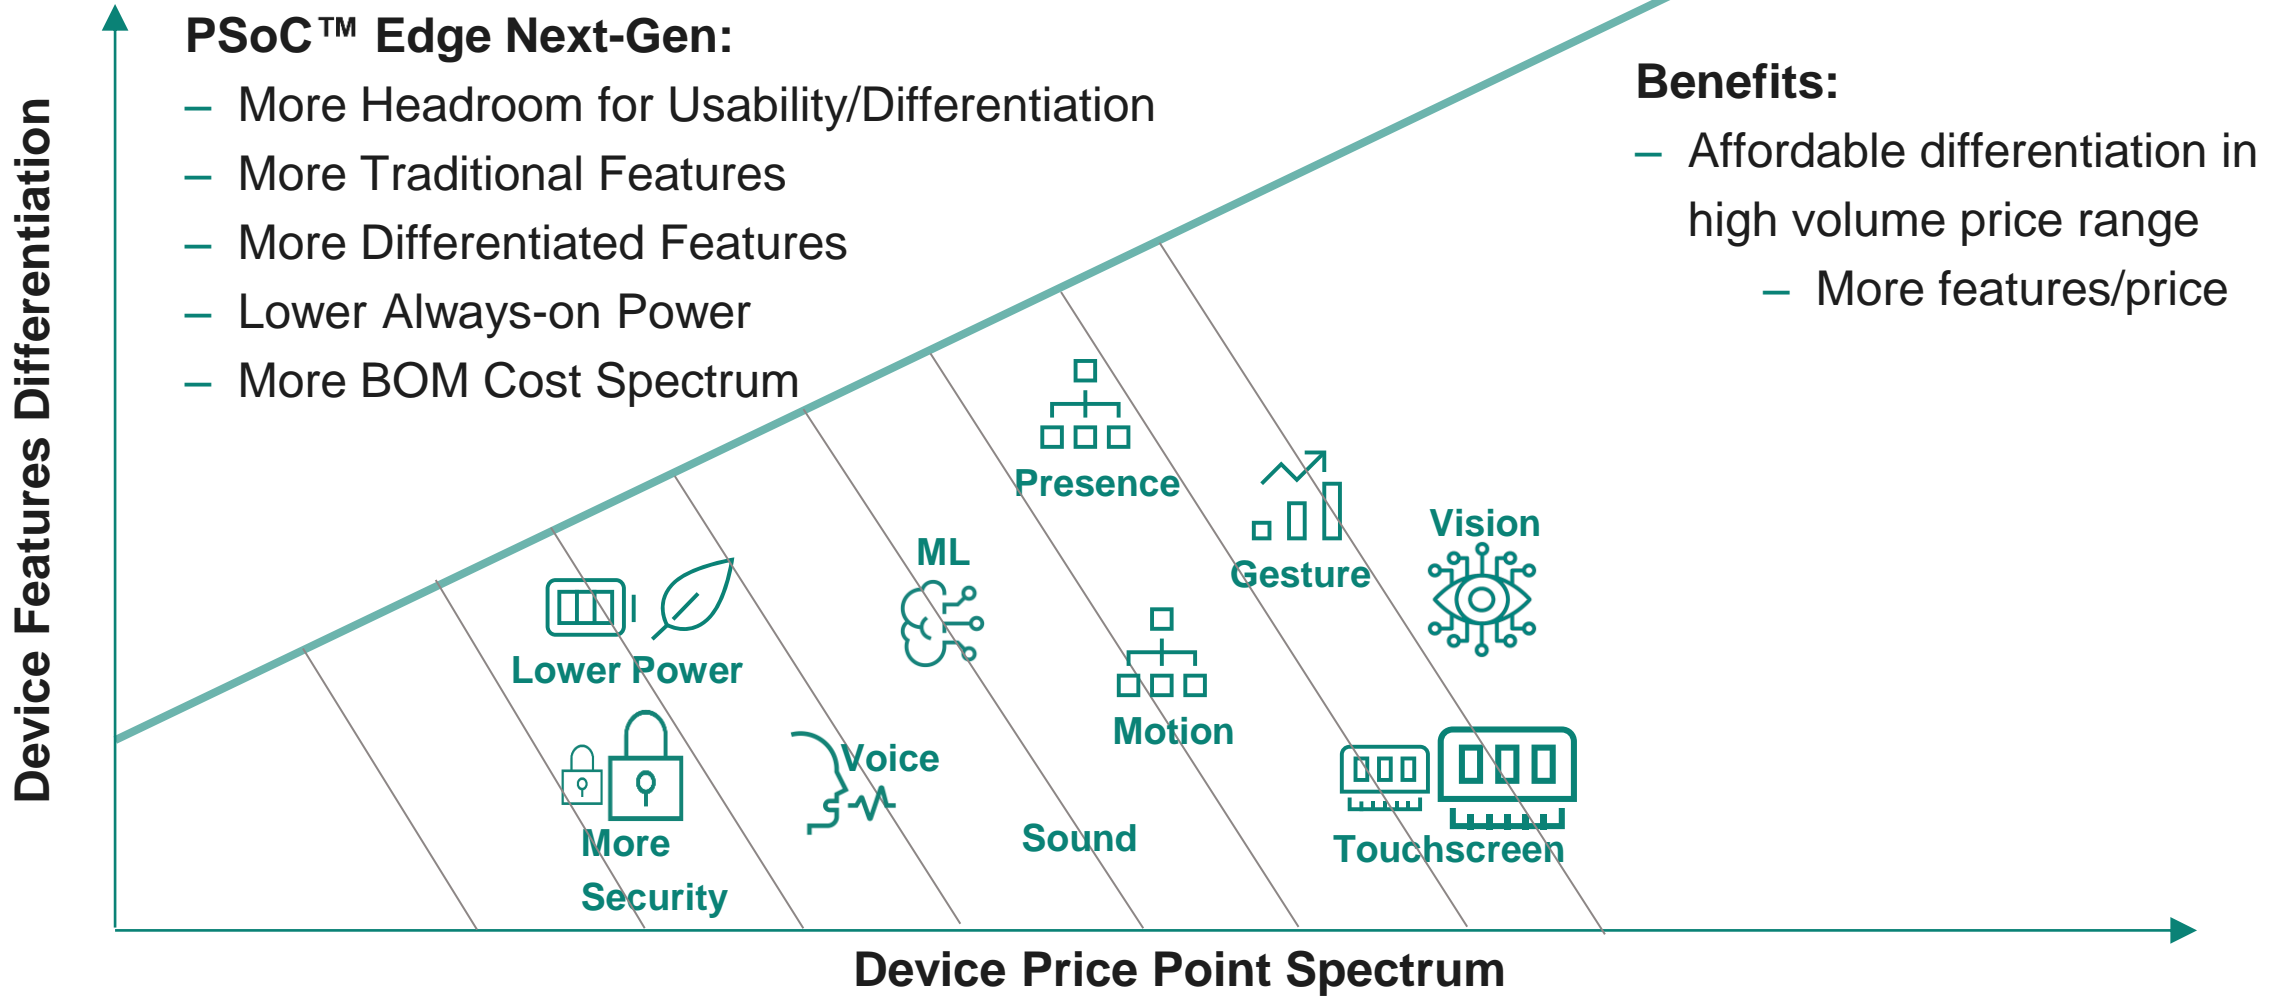 PSoC™ Edge Next-Gen:
– More Headroom for Usability/Differentiation
– More Traditional Features
– More Differentiated Features
– Lower Always-on Power
– More BOM Cost Spectrum
Benefits:
– Affordable differentiation in
high volume price range
– More features/price
Device Features Differentiation
Presence
Vision
ML
Gesture
Lower Power
Motion
Voice
Sound
More
Security
Touchscreen
Device Price Point Spectrum